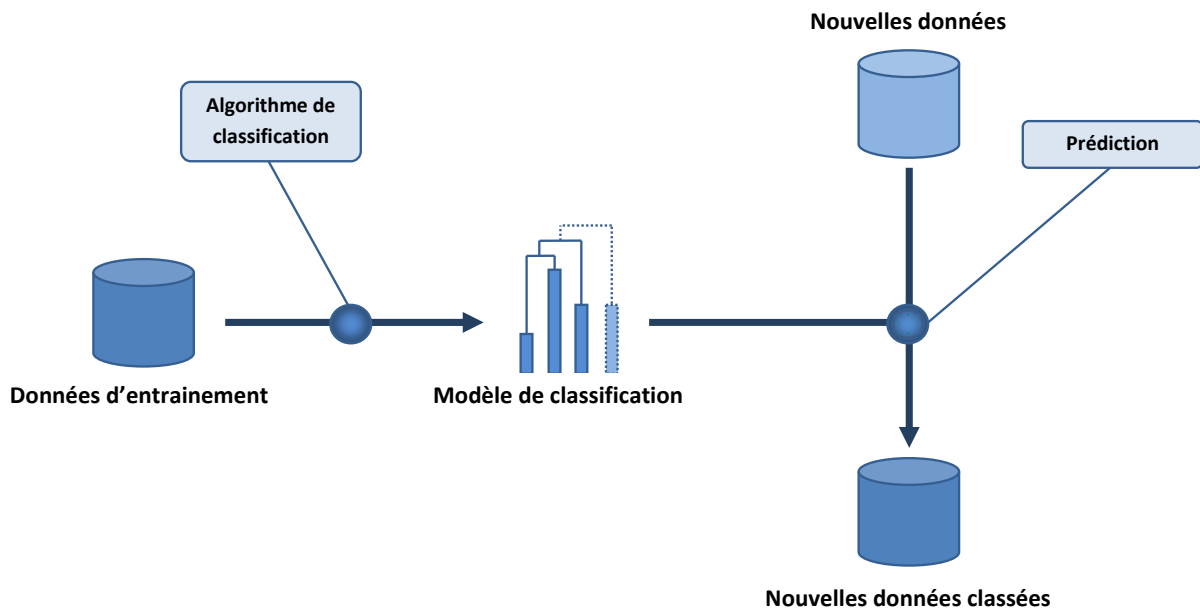 Nouvelles données
Algorithme de
classification
Prédiction
Données d’entrainement
Modèle de classification
Nouvelles données classées